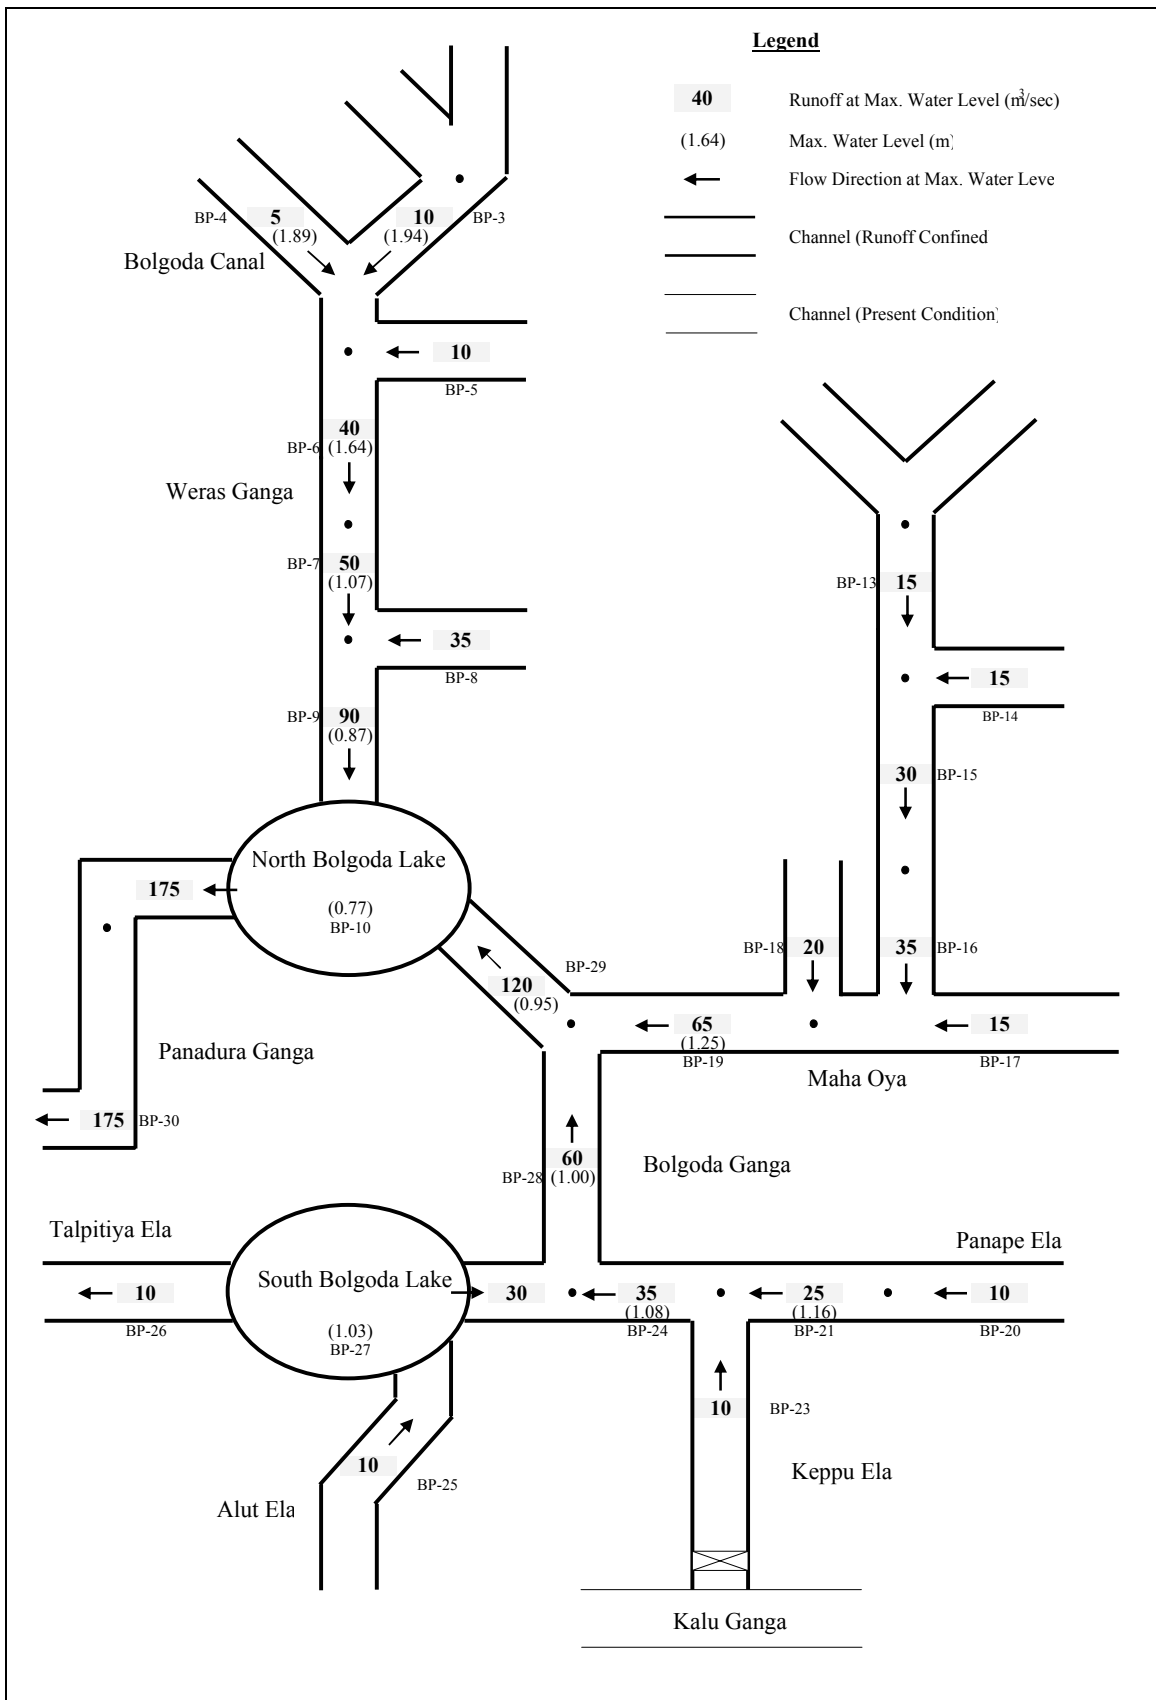 Legend
40 Runoff at Max. Water Level (m3/sec)
(1.64) Max. Water Level (m)
Flow Direction at Max. Water Leve
Channel (Runoff Confined
Channel (Present Condition)
BP-4 5 10 BP-3
(1.89) (1.94)
Bolgoda Canal
10
BP-5
40
BP-6 (1.64)
Weras Ganga
BP-7 50
(1.07)
35
BP-8
BP-9 90
(0.87)
BP-13 15
15
BP-14
30 BP-15
North Bolgoda Lake
175
(0.77)
BP-10
BP-18 20 35 BP-16
BP-29
120
(0.95)
65 15
(1.25)
BP-19 BP-17
Maha Oya
Panadura Ganga
175 BP-30
60
BP-28 (1.00)
Bolgoda Ganga
Talpitiya Ela
Panape Ela
South Bolgoda Lake
10 30 35 25 10
(1.08) (1.16)
BP-26 BP-24 BP-21 BP-20
(1.03)
BP-27
10 BP-23
10
BP-25
Keppu Ela
Alut Ela
Kalu Ganga